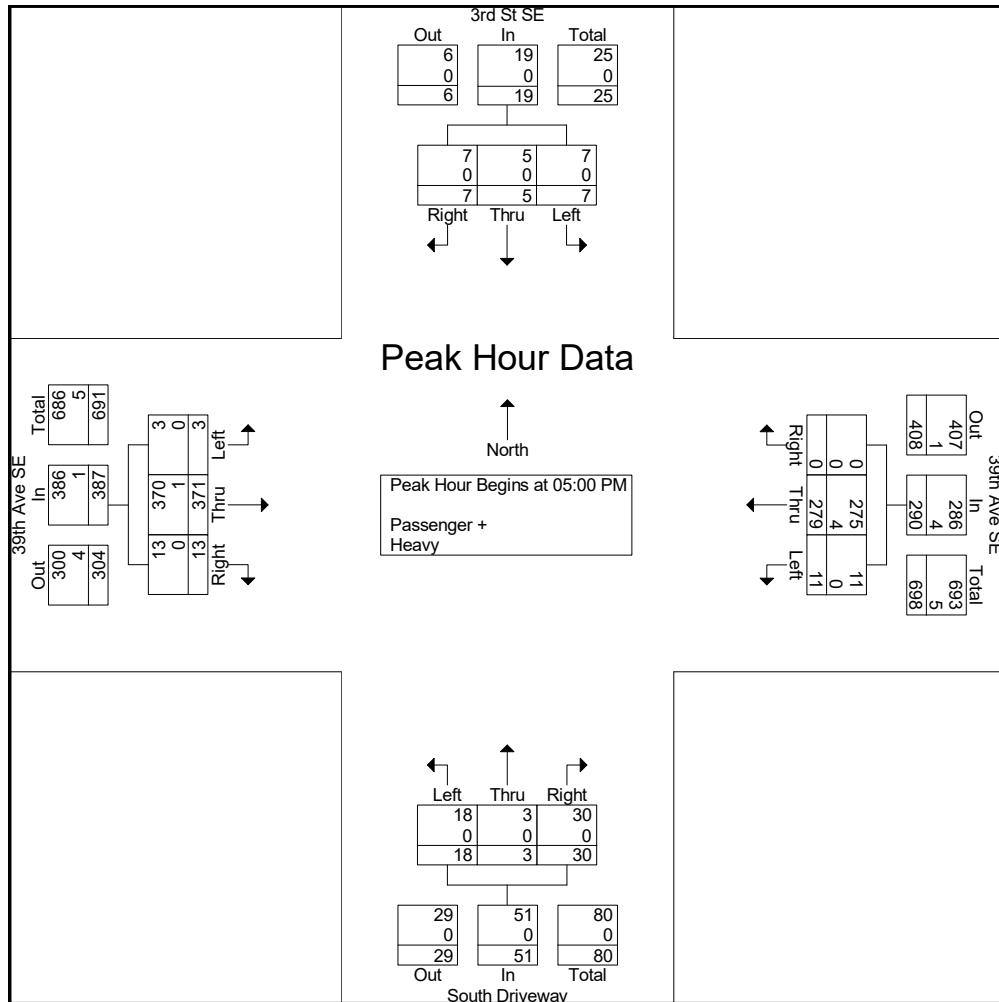 3rd St SE
Out In Total
6 19 25
0 0 0
6 19 25
7 5 7
0 0 0
7 5 7
Right Thru Left
Peak Hour Data
North
Peak Hour Begins at 05:00 PM
Passenger +
Heavy
39th Ave SE
Out In Total
300 386 686
4 1 5
304 387 691
3 370 13
0 1 0
3 371 13
Left Thru Right
39th Ave SE
Out In Total
407 286 693
1 4 5
408 290 698
0 275 11
0 4 0
0 279 11
Right Thru Left
Left Thru Right
18 3 30
0 0 0
18 3 30
29 51 80
0 0 0
29 51 80
Out In Total
South Driveway